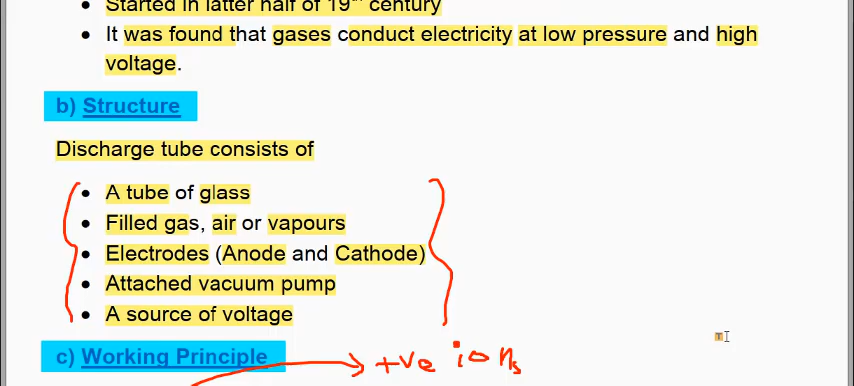 Started in latter half of 19th century
• It was found that gases conduct electricity at low pressure and high
voltage.
b) Structure
Discharge tube consists of
• A tube of glass
• Filled gas, air or vapours
• Electrodes (Anode and Cathode)
• Attached vacuum pump
• A source of voltage
c) Working Principle
+ve ions